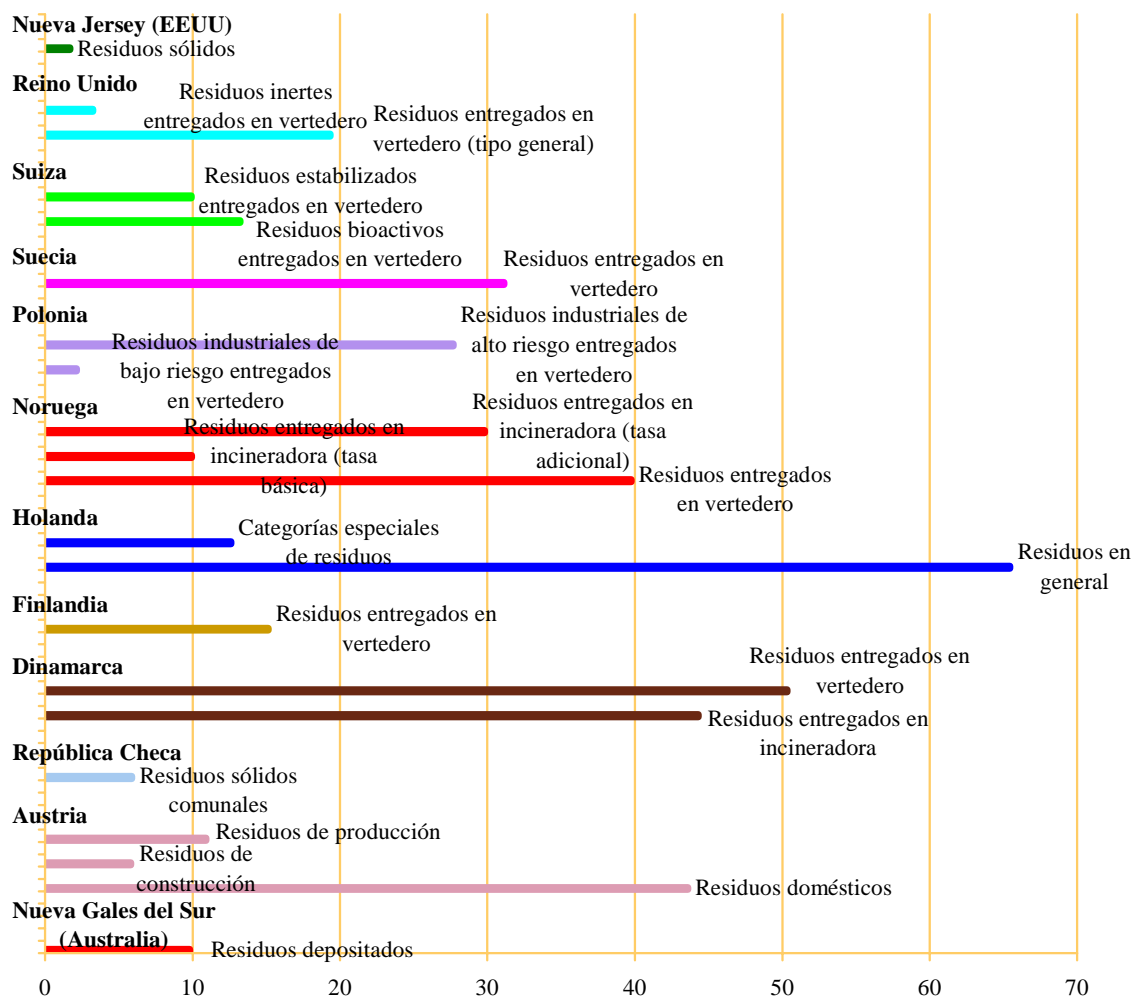 Nueva Jersey (EEUU)
Residuos sólidos
Reino Unido
Residuos inertes
entregados en vertedero
Residuos entregados en
vertedero (tipo general)
Suiza
Residuos estabilizados
entregados en vertedero
Residuos bioactivos
entregados en vertedero
Suecia
Residuos entregados en
vertedero
Polonia
Residuos industriales de
alto riesgo entregados
en vertedero
Residuos industriales de
bajo riesgo entregados
en vertedero
Noruega
Residuos entregados en
incineradora (tasa
adicional)
Residuos entregados en
incineradora (tasa
básica)
Residuos entregados
en vertedero
Holanda
Categorías especiales
de residuos
Residuos en
general
Finlandia
Residuos entregados en
vertedero
Dinamarca
Residuos entregados en
vertedero
Residuos entregados en
incineradora
República Checa
Residuos sólidos
comunales
Austria
Residuos de producción
Residuos de
construcción
Residuos domésticos
Nueva Gales del Sur
(Australia)
Residuos depositados
0 10 20 30 40 50 60 70